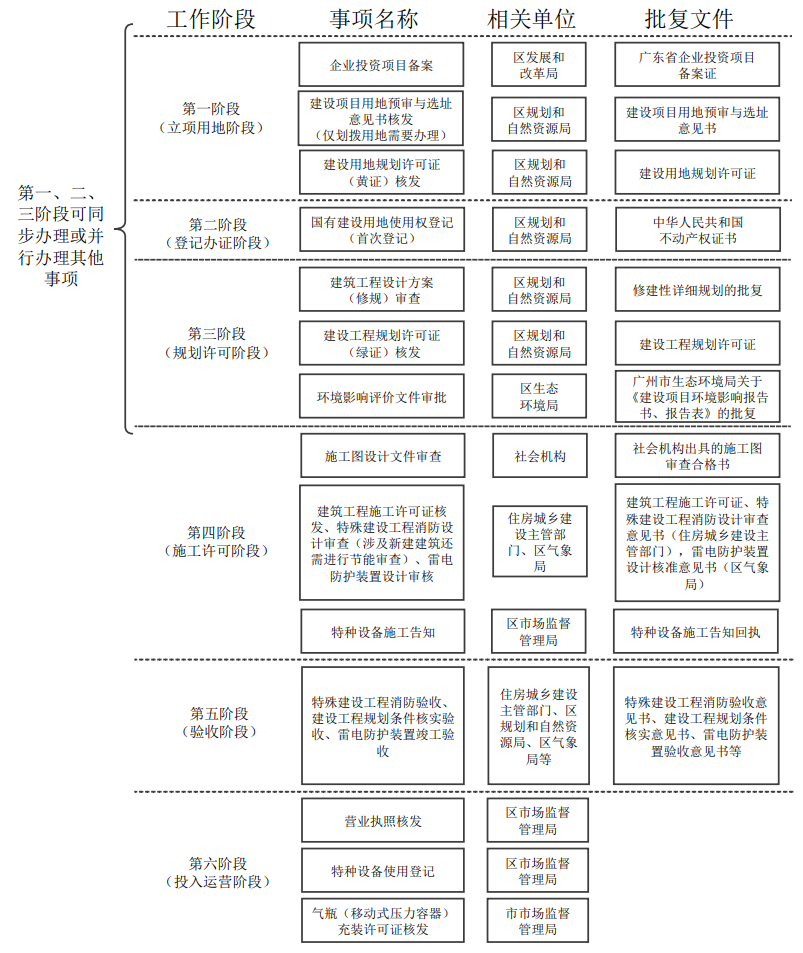 工作阶段 事项名称 相关单位 批复文件
第一、二、
三阶段可同
步办理或并
行办理其他
事项
第一阶段
（立项用地阶段）
企业投资项目备案
区发展和
改革局
广东省企业投资项目
备案证
建设项目用地预审与选址
意见书核发
（仅划拨用地需要办理）
区规划和
自然资源局
建设项目用地预审与选址
意见书
建设用地规划许可证
（黄证）核发
区规划和
自然资源局
建设用地规划许可证
第二阶段
（登记办证阶段）
国有建设用地使用权登记
（首次登记）
区规划和
自然资源局
中华人民共和国
不动产权证书
第三阶段
（规划许可阶段）
建筑工程设计方案
（修规）审查
区规划和
自然资源局
修建性详细规划的批复
建设工程规划许可证
（绿证）核发
区规划和
自然资源局
建设工程规划许可证
环境影响评价文件审批
区生态
环境局
广州市生态环境局关于
《建设项目环境影响报告
书、报告表》的批复
第四阶段
（施工许可阶段）
施工图设计文件审查
社会机构
社会机构出具的施工图
审查合格书
建筑工程施工许可证核
发、特殊建设工程消防设
计审查（涉及新建建筑还
需进行节能审查）、雷电
防护装置设计审核
住房城乡建
设主管部
门、区气象
局
建筑工程施工许可证、特
殊建设工程消防设计审查
意见书（住房城乡建设主
管部门），雷电防护装置
设计核准意见书（区气象
局）
特种设备施工告知
区市场监督
管理局
特种设备施工告知回执
第五阶段
（验收阶段）
特殊建设工程消防验收、
建设工程规划条件核实验
收、雷电防护装置竣工验
收
住房城乡建设
主管部门、区
规划和自然资
源局、区气象
局等
特殊建设工程消防验收意
见书、建设工程规划条件
核实意见书、雷电防护装
置验收意见书等
第六阶段
（投入运营阶段）
营业执照核发
区市场监督
管理局
特种设备使用登记
区市场监督
管理局
气瓶（移动式压力容器）
充装许可证核发
市市场监督
管理局